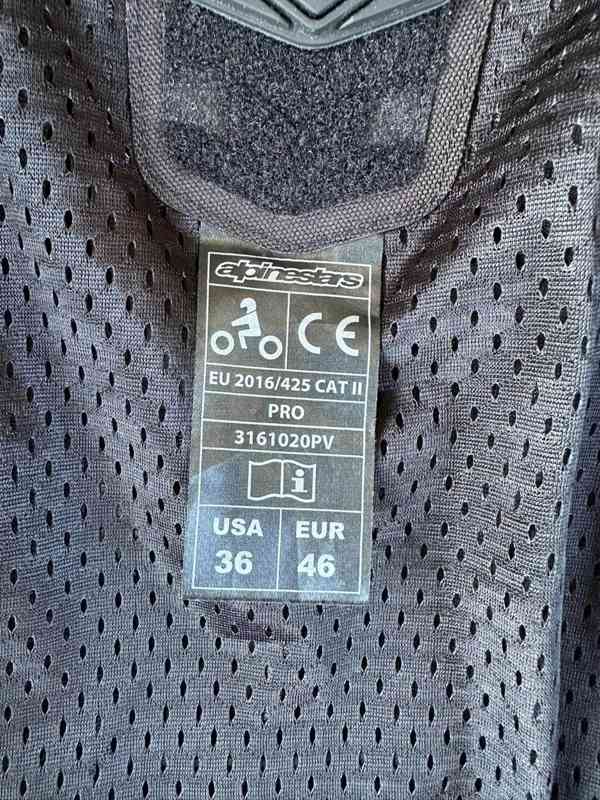 alpinestars
CE
EU 2016/425 CAT II
PRO
3161020PV
i
USA EUR
36 46